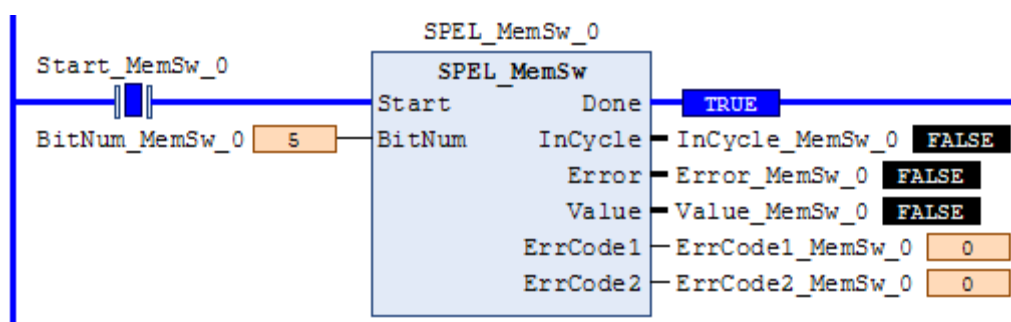 SPEL_MemSw_0
Start_MemSw_0
SPEL_MemSw
Start Done TRUE
BitNum_MemSw_0 5 BitNum InCycle InCycle_MemSw_0 FALSE
Error Error_MemSw_0 FALSE
Value Value_MemSw_0 FALSE
ErrCode1 ErrCode1_MemSw_0 0
ErrCode2 ErrCode2_MemSw_0 0